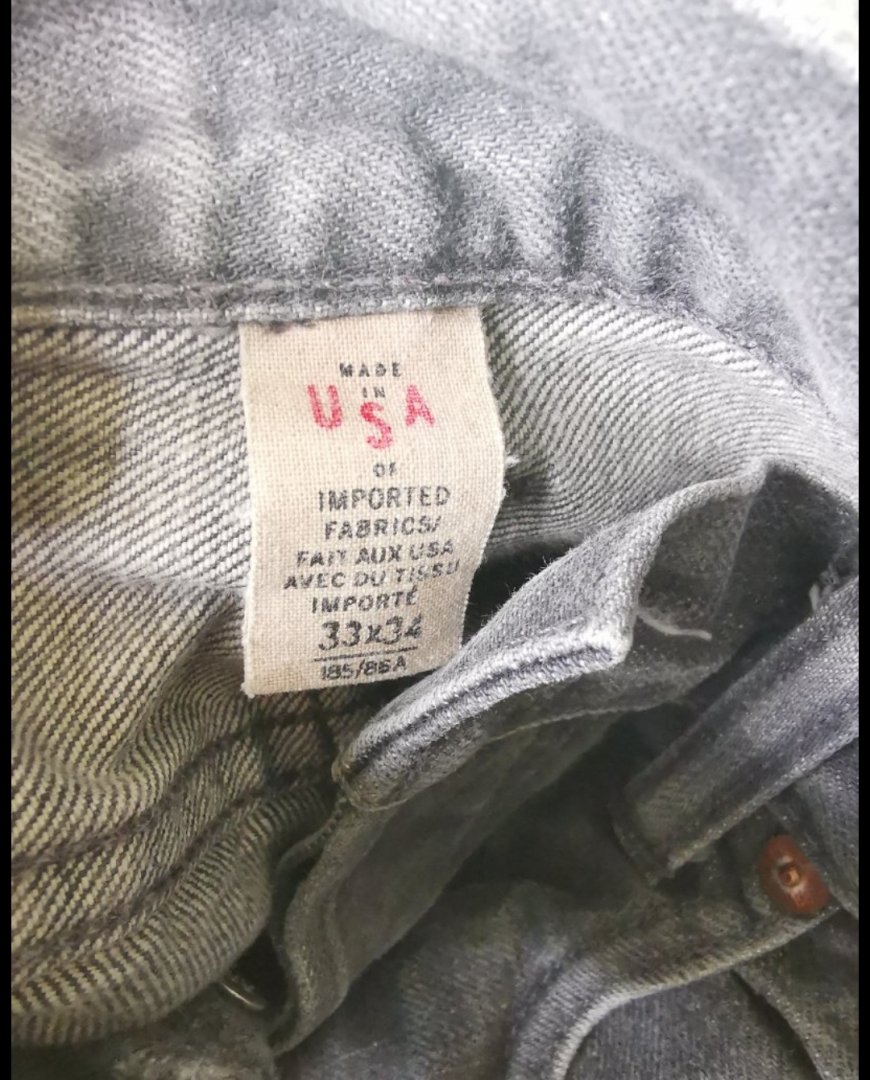 MADE
IN
USA
OF
IMPORTED
FABRICS/
FAIT AUX USA
AVEC DU TISSU
IMPORTÉ
33x34
185/86A